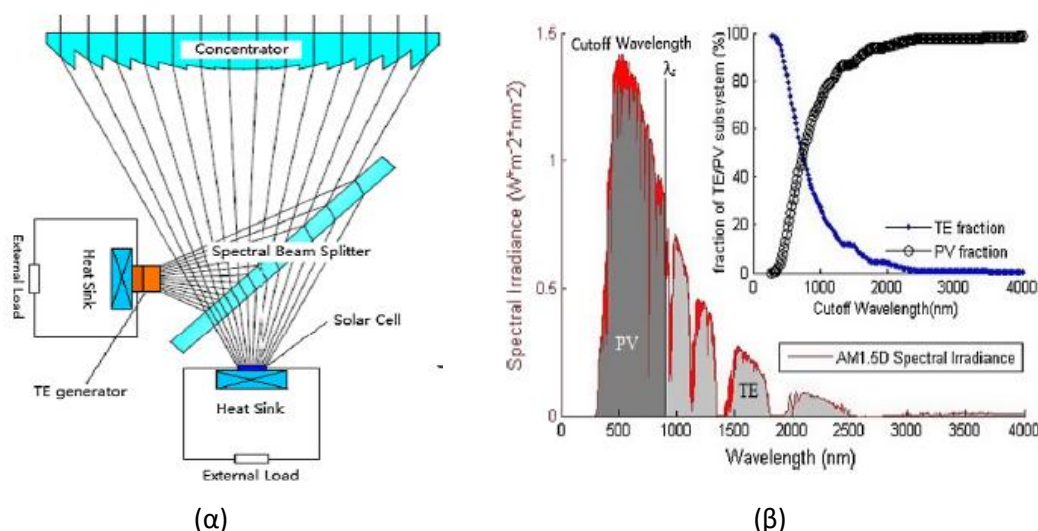 Concentrator
Spectral Beam Splitter
External Load
Heat Sink
Solar Cell
TE generator
Heat Sink
External Load
(α)
Spectral Irradiance (W*m-2*nm-2)
1.5
1
0.5
0
Cutoff Wavelength
λc
PV
TE
fraction of TE/PV subsystem (%)
100
80
60
40
20
0
TE fraction
PV fraction
0 1000 2000 3000 4000
Cutoff Wavelength(nm)
AM1.5D Spectral Irradiance
0 500 1000 1500 2000 2500 3000 3500 4000
Wavelength (nm)
(β)